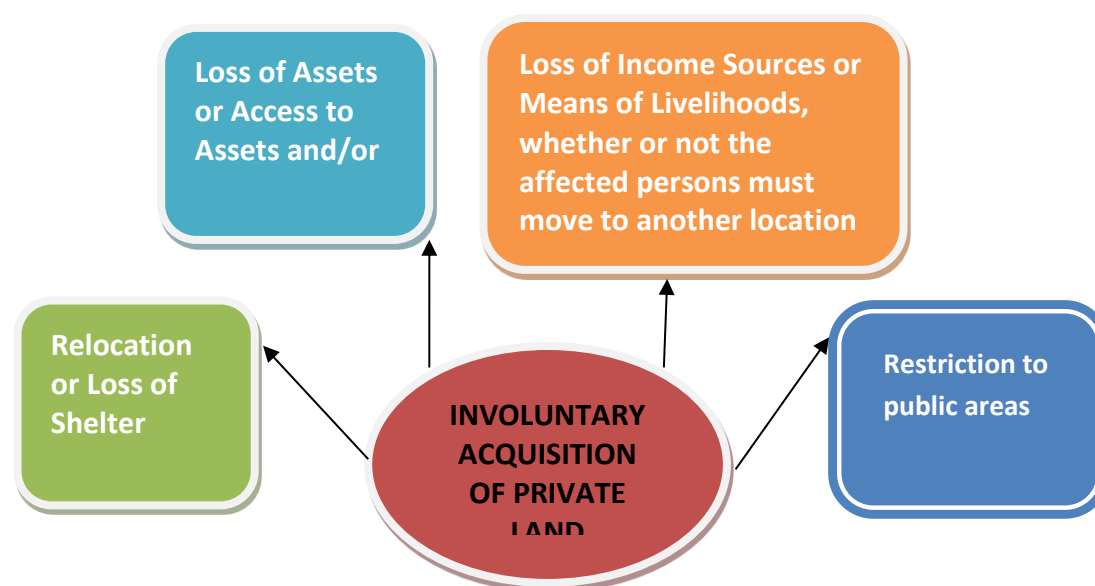 Loss of Assets
or Access to
Assets and/or
Loss of Income Sources or
Means of Livelihoods,
whether or not the
affected persons must
move to another location
Relocation
or Loss of
Shelter
Restriction to
public areas
INVOLUNTARY
ACQUISITION
OF PRIVATE
LAND